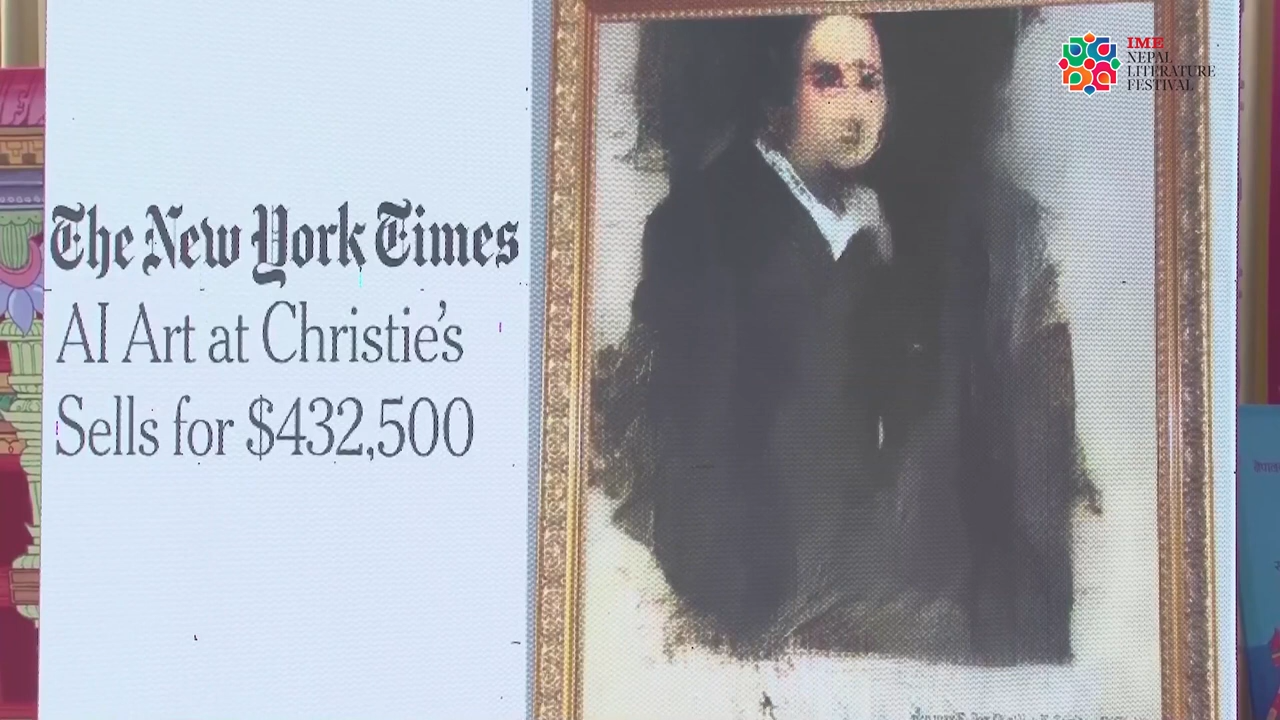 The New York Times
AI Art at Christie's
Sells for $432,500
IME
NEPAL
LITERATURE
FESTIVAL